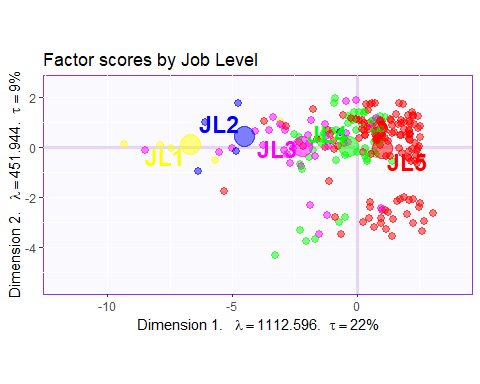 Factor scores by Job Level
Dimension 2. λ=451.944. τ=9%
2
0
-2
-4
JL2
JL1
JL3
JL5
-10
-5
0
Dimension 1. λ=1112.596. τ=22%